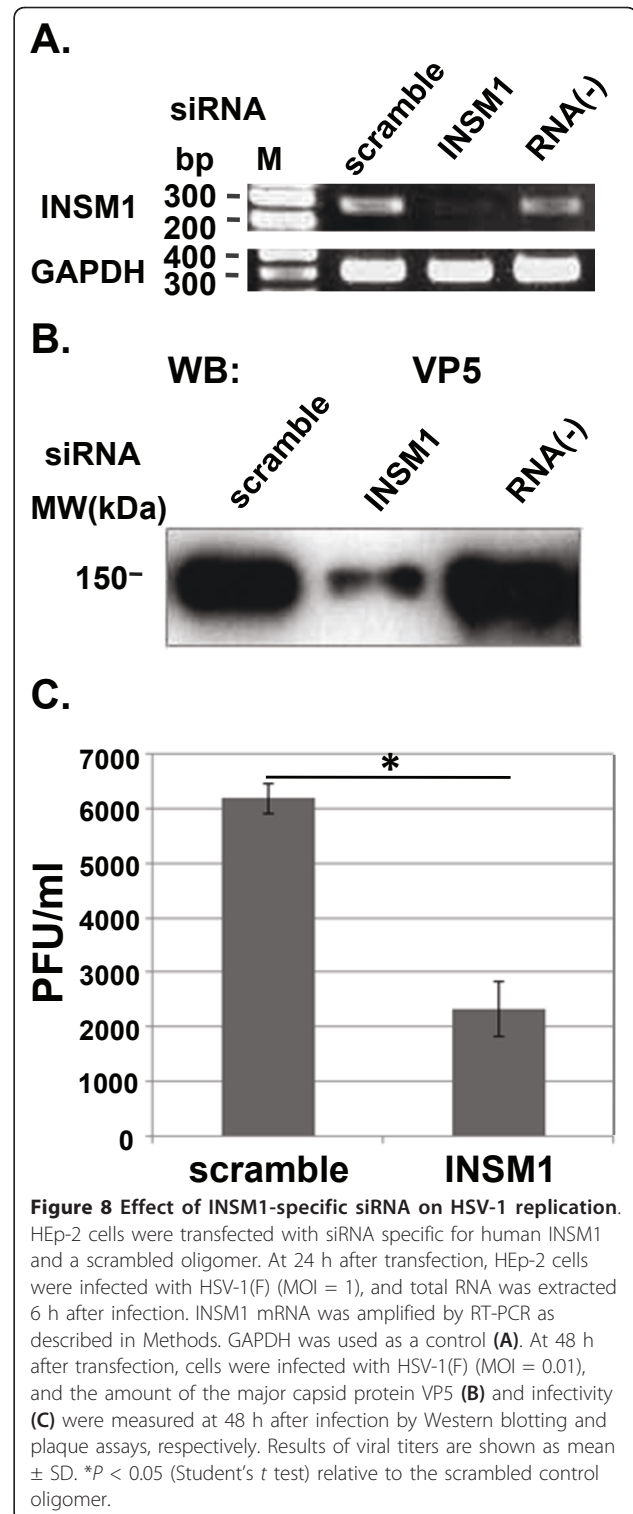 A.
siRNA scramble INSM1 RNA(-)
bp M
INSM1 300
200
GAPDH 400
300
B.
WB: VP5
siRNA scramble INSM1 RNA(-)
MW(kDa)
150
C.
7000
*
6000
5000
4000
3000
2000
1000
0
PFU/ml
scramble INSM1
Figure 8 Effect of INSM1-specific siRNA on HSV-1 replication.
HEp-2 cells were transfected with siRNA specific for human INSM1
and a scrambled oligomer. At 24 h after transfection, HEp-2 cells
were infected with HSV-1(F) (MOI = 1), and total RNA was extracted
6 h after infection. INSM1 mRNA was amplified by RT-PCR as
described in Methods. GAPDH was used as a control (A). At 48 h
after transfection, cells were infected with HSV-1(F) (MOI = 0.01),
and the amount of the major capsid protein VP5 (B) and infectivity
(C) were measured at 48 h after infection by Western blotting and
plaque assays, respectively. Results of viral titers are shown as mean
± SD. *P < 0.05 (Student's t test) relative to the scrambled control
oligomer.